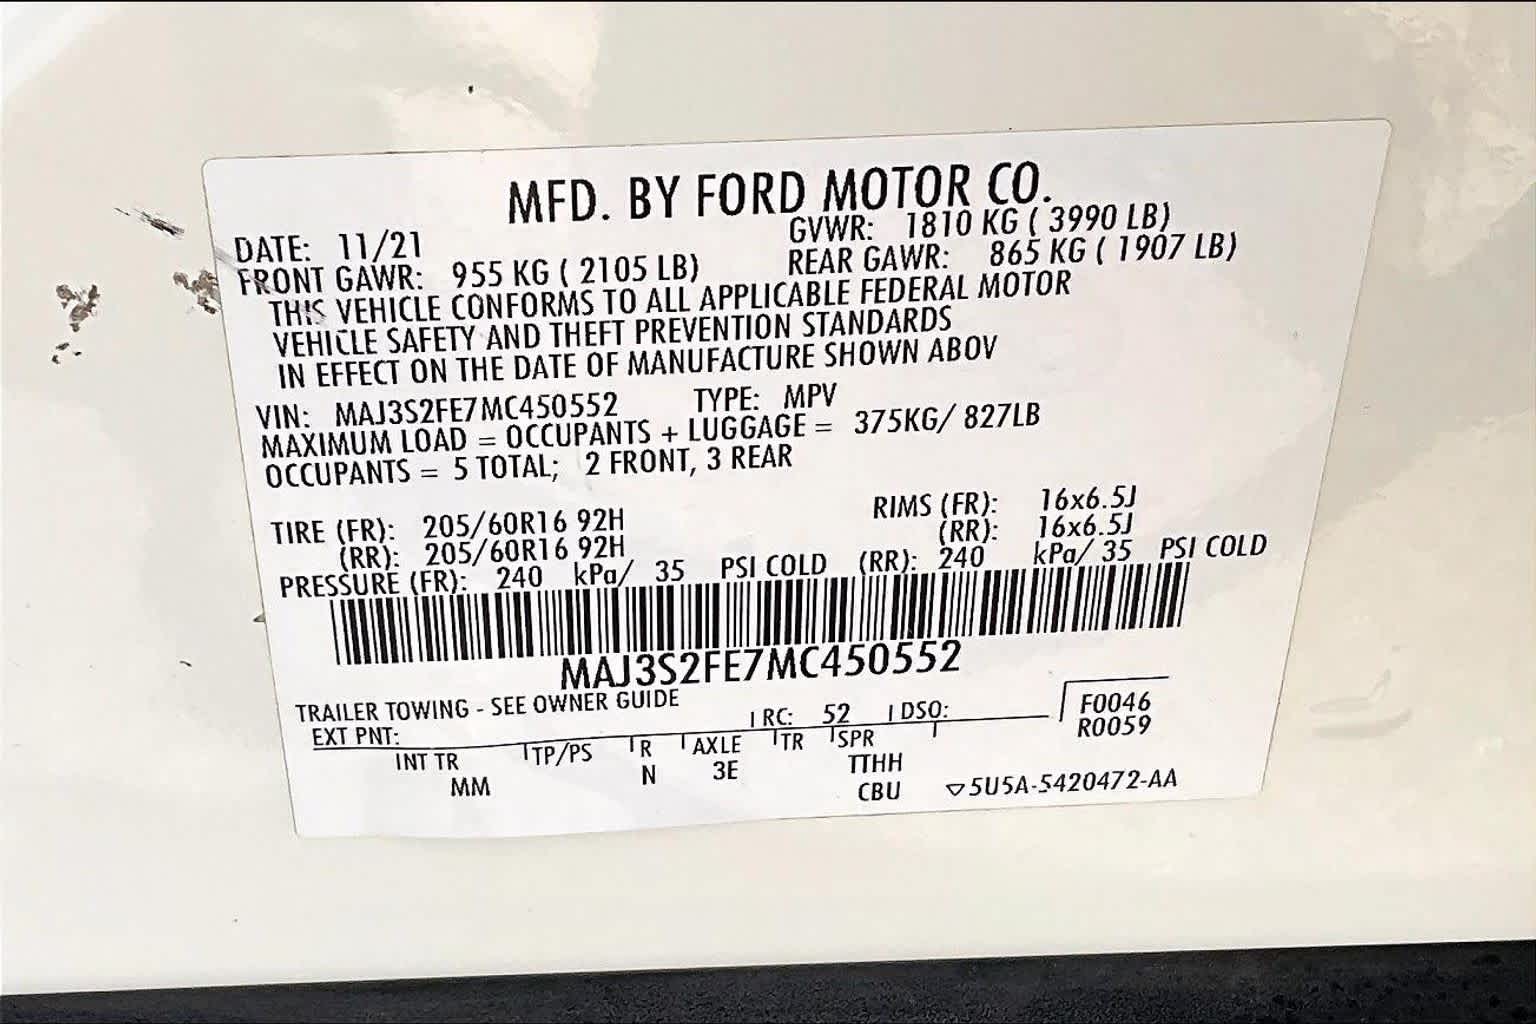 MFD. BY FORD MOTOR CO.
DATE: 11/21 GVWR: 1810 KG ( 3990 LB)
FRONT GAWR: 955 KG ( 2105 LB) REAR GAWR: 865 KG ( 1907 LB)
THIS VEHICLE CONFORMS TO ALL APPLICABLE FEDERAL MOTOR
VEHICLE SAFETY AND THEFT PREVENTION STANDARDS
IN EFFECT ON THE DATE OF MANUFACTURE SHOWN ABOV
VIN: MAJ3S2FE7MC450552 TYPE: MPV
MAXIMUM LOAD = OCCUPANTS + LUGGAGE = 375KG/ 827LB
OCCUPANTS = 5 TOTAL; 2 FRONT, 3 REAR
TIRE (FR): 205/60R16 92H RIMS (FR): 16x6.5J
(RR): 205/60R16 92H (RR): 16x6.5J
PRESSURE (FR): 240 kPa/ 35 PSI COLD (RR): 240 kPa/ 35 PSI COLD
MAJ3S2FE7MC450552
TRAILER TOWING - SEE OWNER GUIDE
EXT PNT: RC: 52 DSO: F0046
R0059
INT TR TP/PS R AXLE TR SPR
MM N 3E TTHH
CBU ▽5U5A-5420472-AA